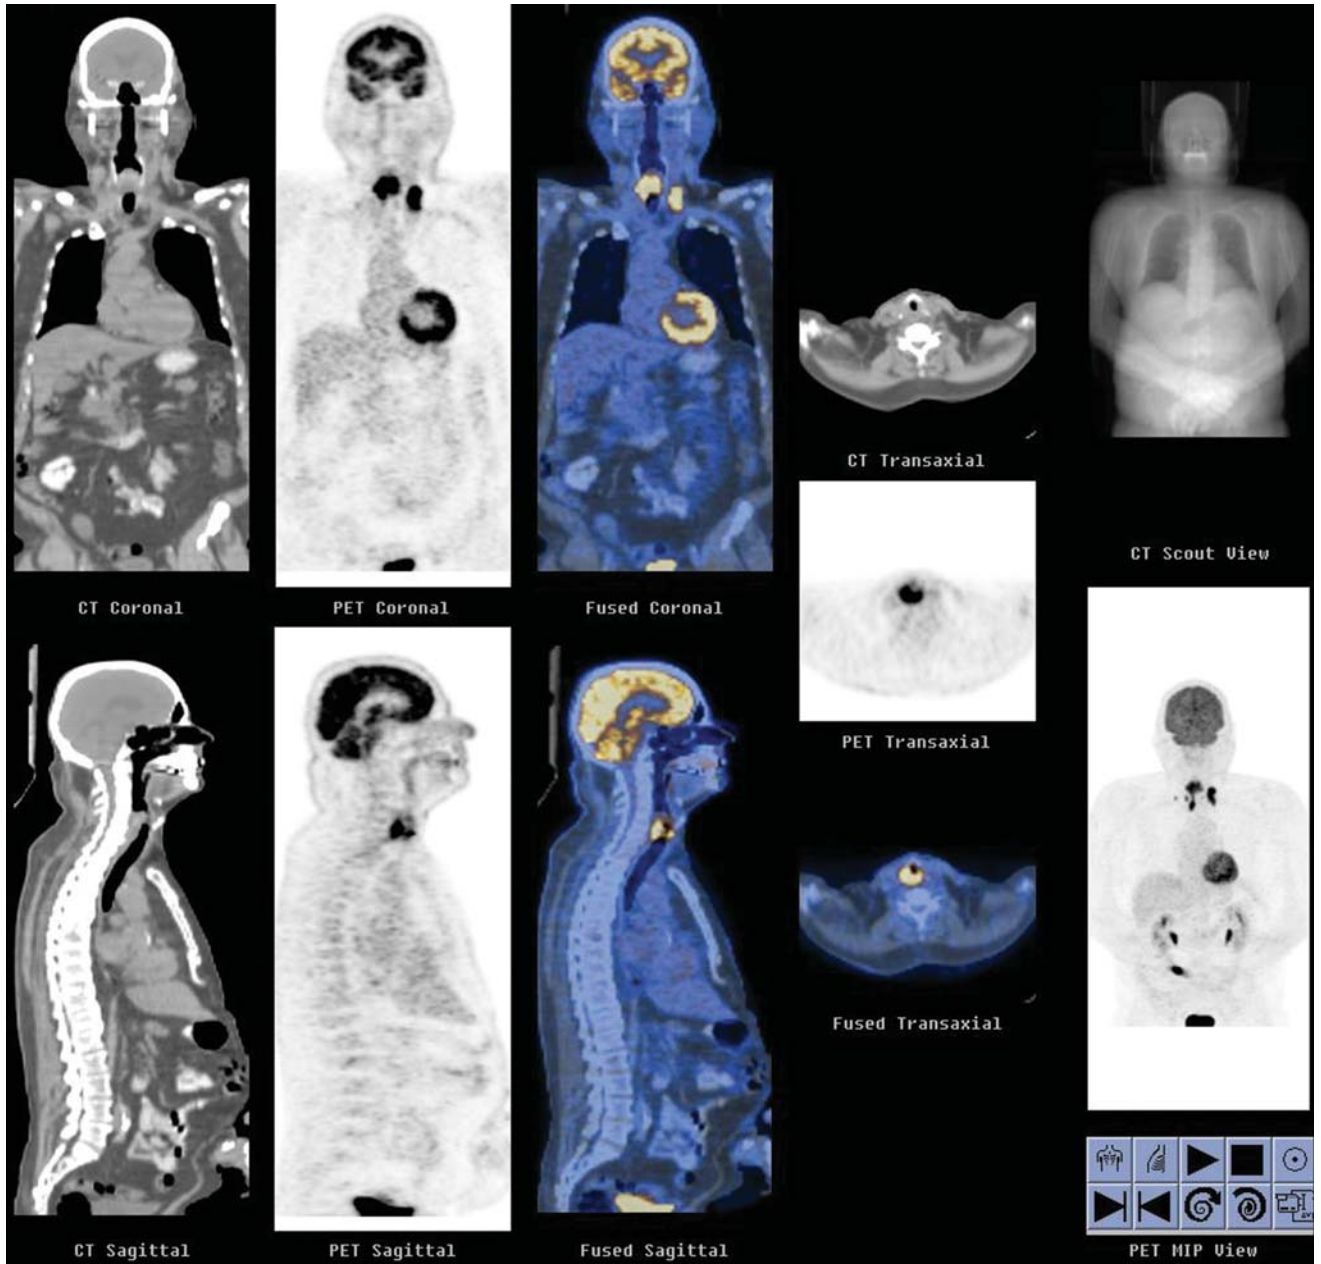 CT Coronal
PET Coronal
Fused Coronal
CT Transaxial
CT Scout View
PET Transaxial
Fused Transaxial
CT Sagittal
PET Sagittal
Fused Sagittal
PET MIP View